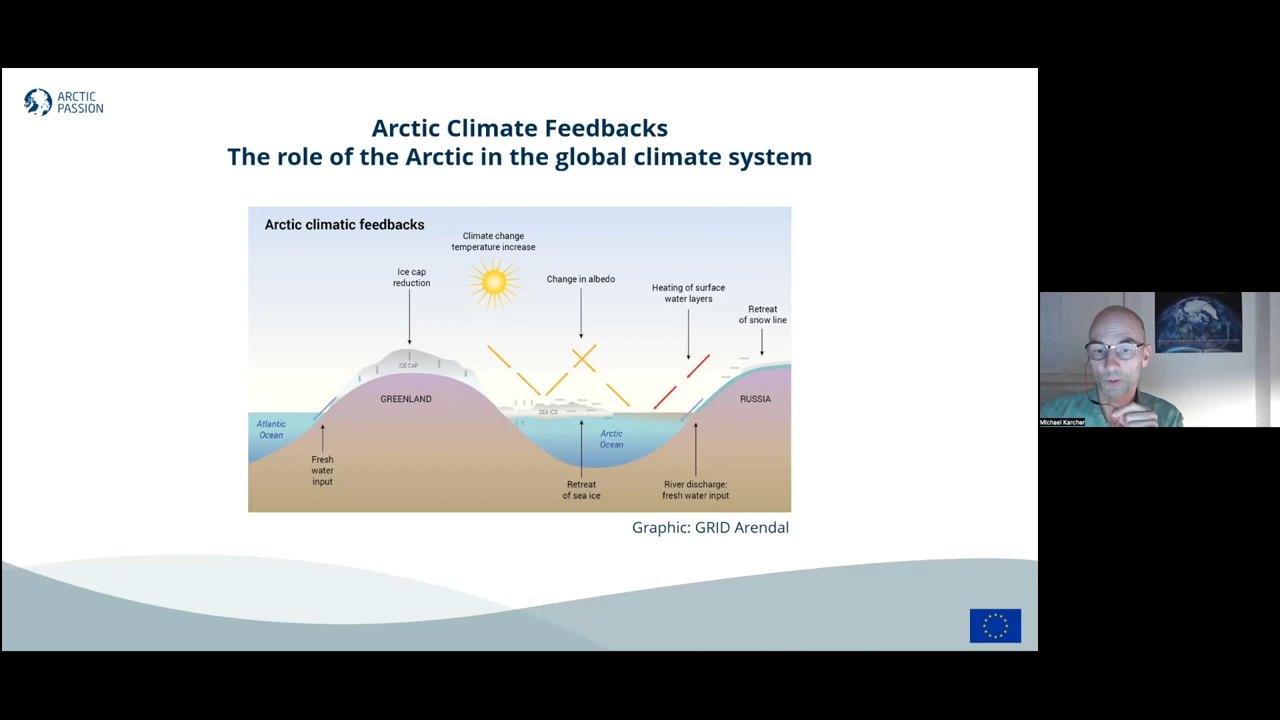 ARCTIC
PASSION
Arctic Climate Feedbacks
The role of the Arctic in the global climate system
Arctic climatic feedbacks
Climate change
temperature increase
Ice cap
reduction
Change in albedo
Heating of surface
water layers
Retreat
of snow line
ICE CAP
GREENLAND
SEA ICE
RUSSIA
Atlantic
Ocean
Arctic
Ocean
Fresh
water
input
Retreat
of sea ice
River discharge:
fresh water input
Graphic: GRID Arendal
Michael Karcher